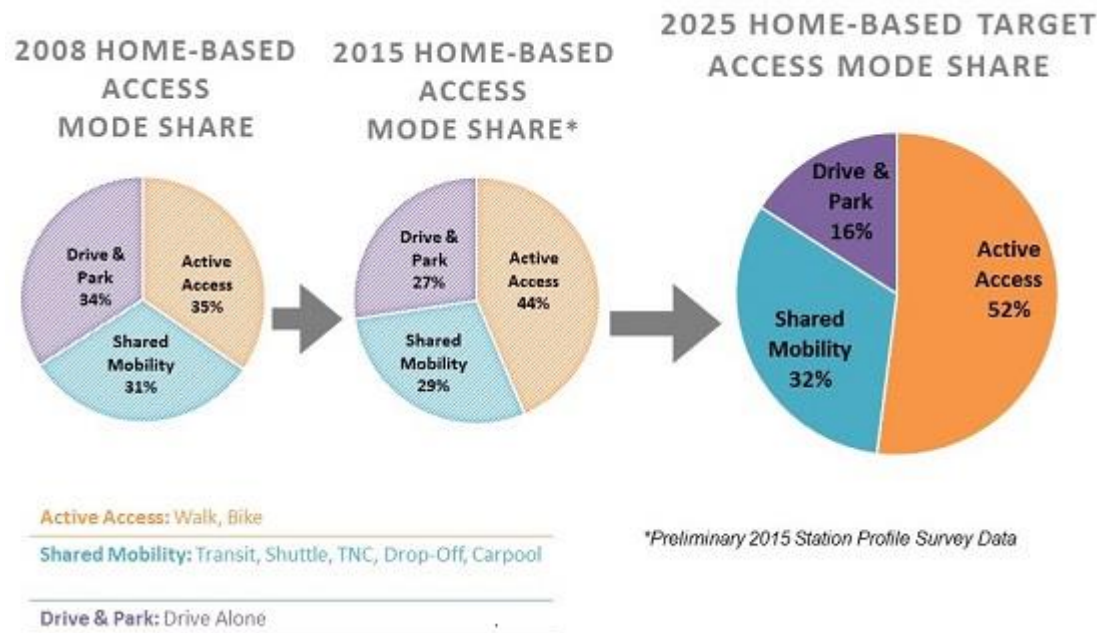 2008 HOME-BASED
ACCESS
MODE SHARE
2015 HOME-BASED
ACCESS
MODE SHARE*
2025 HOME-BASED TARGET
ACCESS MODE SHARE
Drive &
Park
34%
Active
Access
35%
Shared
Mobility
31%
Drive &
Park
27%
Active
Access
44%
Shared
Mobility
29%
Drive &
Park
16%
Active
Access
52%
Shared
Mobility
32%
Active Access: Walk, Bike
Shared Mobility: Transit, Shuttle, TNC, Drop-Off, Carpool
Drive & Park: Drive Alone
*Preliminary 2015 Station Profile Survey Data